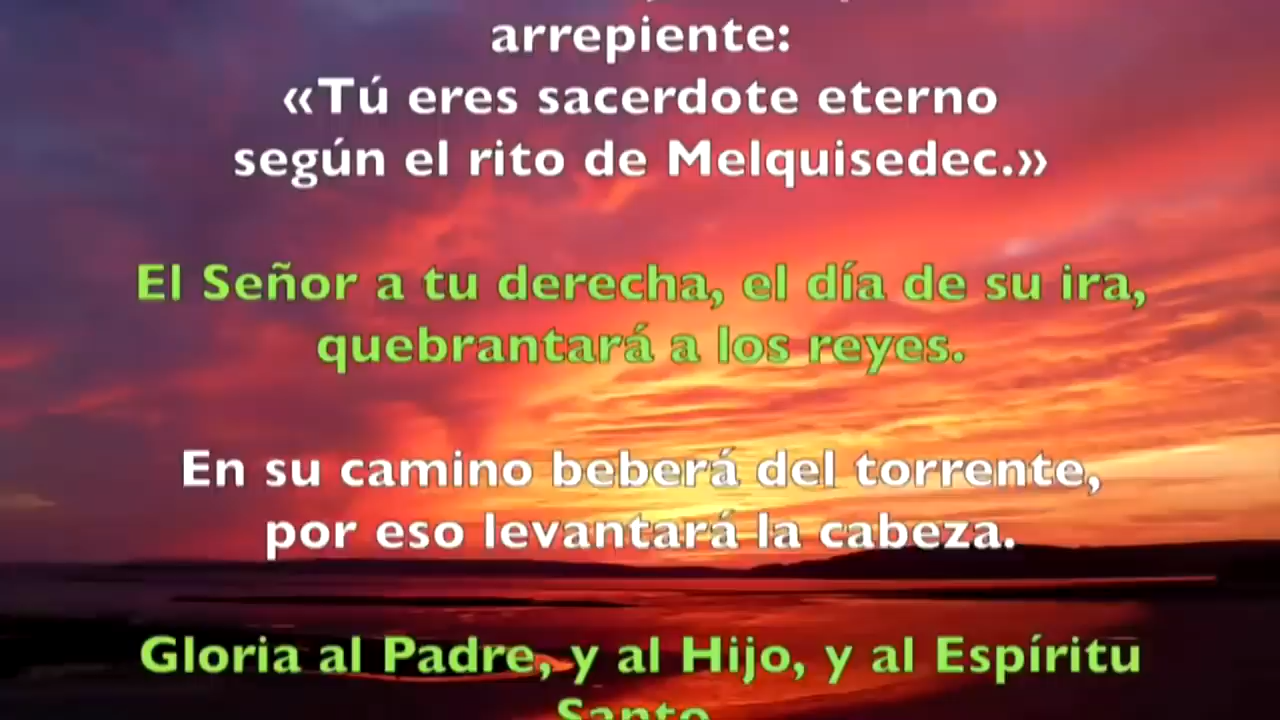 arrepiente:
«Tú eres sacerdote eterno
según el rito de Melquisedec.»
El Señor a tu derecha, el día de su ira,
quebrantará a los reyes.
En su camino beberá del torrente,
por eso levantará la cabeza.
Gloria al Padre, y al Hijo, y al Espíritu
Santo.